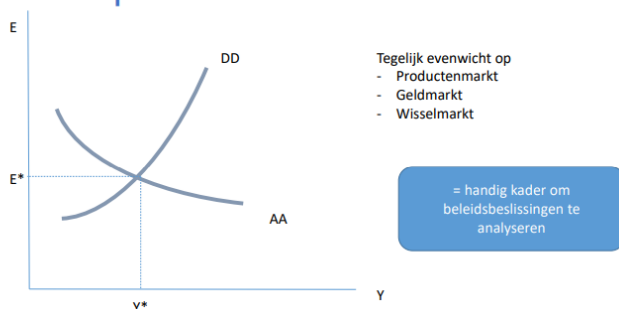 E
DD
Tegelijk evenwicht op
- Productenmarkt
- Geldmarkt
- Wisselmarkt
E*
= handig kader om
beleidsbeslissingen te
analyseren
AA
Y
Y*